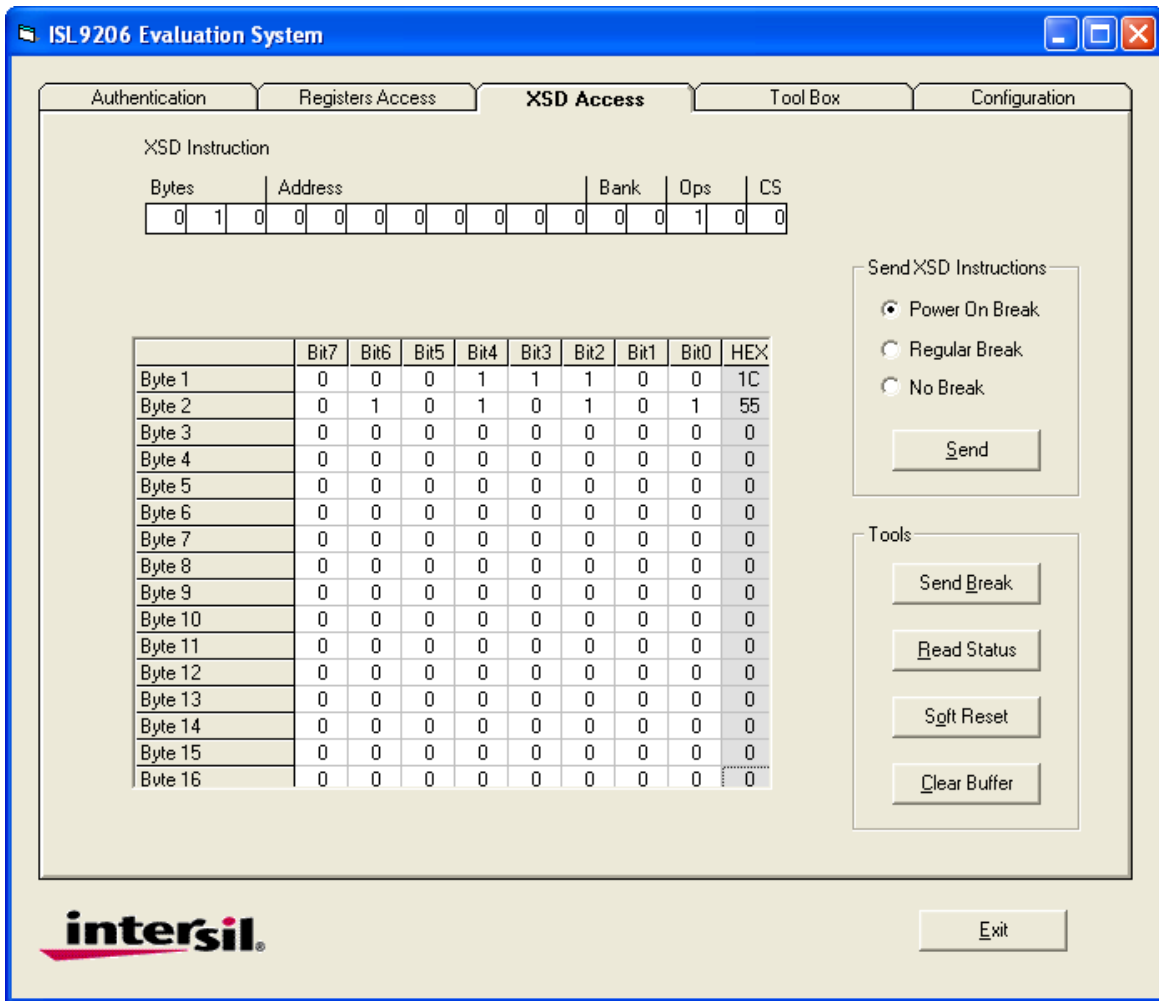 ISL9206 Evaluation System
Authentication Registers Access XSD Access Tool Box Configuration
XSD Instruction
Bytes Address Bank Ops CS
0 1 0 0 0 0 0 0 0 0 0 0 0 1 0 0
Send XSD Instructions
Power On Break
Regular Break
No Break
Send
Bit7 Bit6 Bit5 Bit4 Bit3 Bit2 Bit1 Bit0 HEX
Byte 1 0 0 0 1 1 1 0 0 1C
Byte 2 0 1 0 1 0 1 0 1 55
Byte 3 0 0 0 0 0 0 0 0 0
Byte 4 0 0 0 0 0 0 0 0 0
Byte 5 0 0 0 0 0 0 0 0 0
Byte 6 0 0 0 0 0 0 0 0 0
Byte 7 0 0 0 0 0 0 0 0 0
Byte 8 0 0 0 0 0 0 0 0 0
Byte 9 0 0 0 0 0 0 0 0 0
Byte 10 0 0 0 0 0 0 0 0 0
Byte 11 0 0 0 0 0 0 0 0 0
Byte 12 0 0 0 0 0 0 0 0 0
Byte 13 0 0 0 0 0 0 0 0 0
Byte 14 0 0 0 0 0 0 0 0 0
Byte 15 0 0 0 0 0 0 0 0 0
Byte 16 0 0 0 0 0 0 0 0 0
Tools
Send Break
Read Status
Soft Reset
Clear Buffer
intersil®
Exit